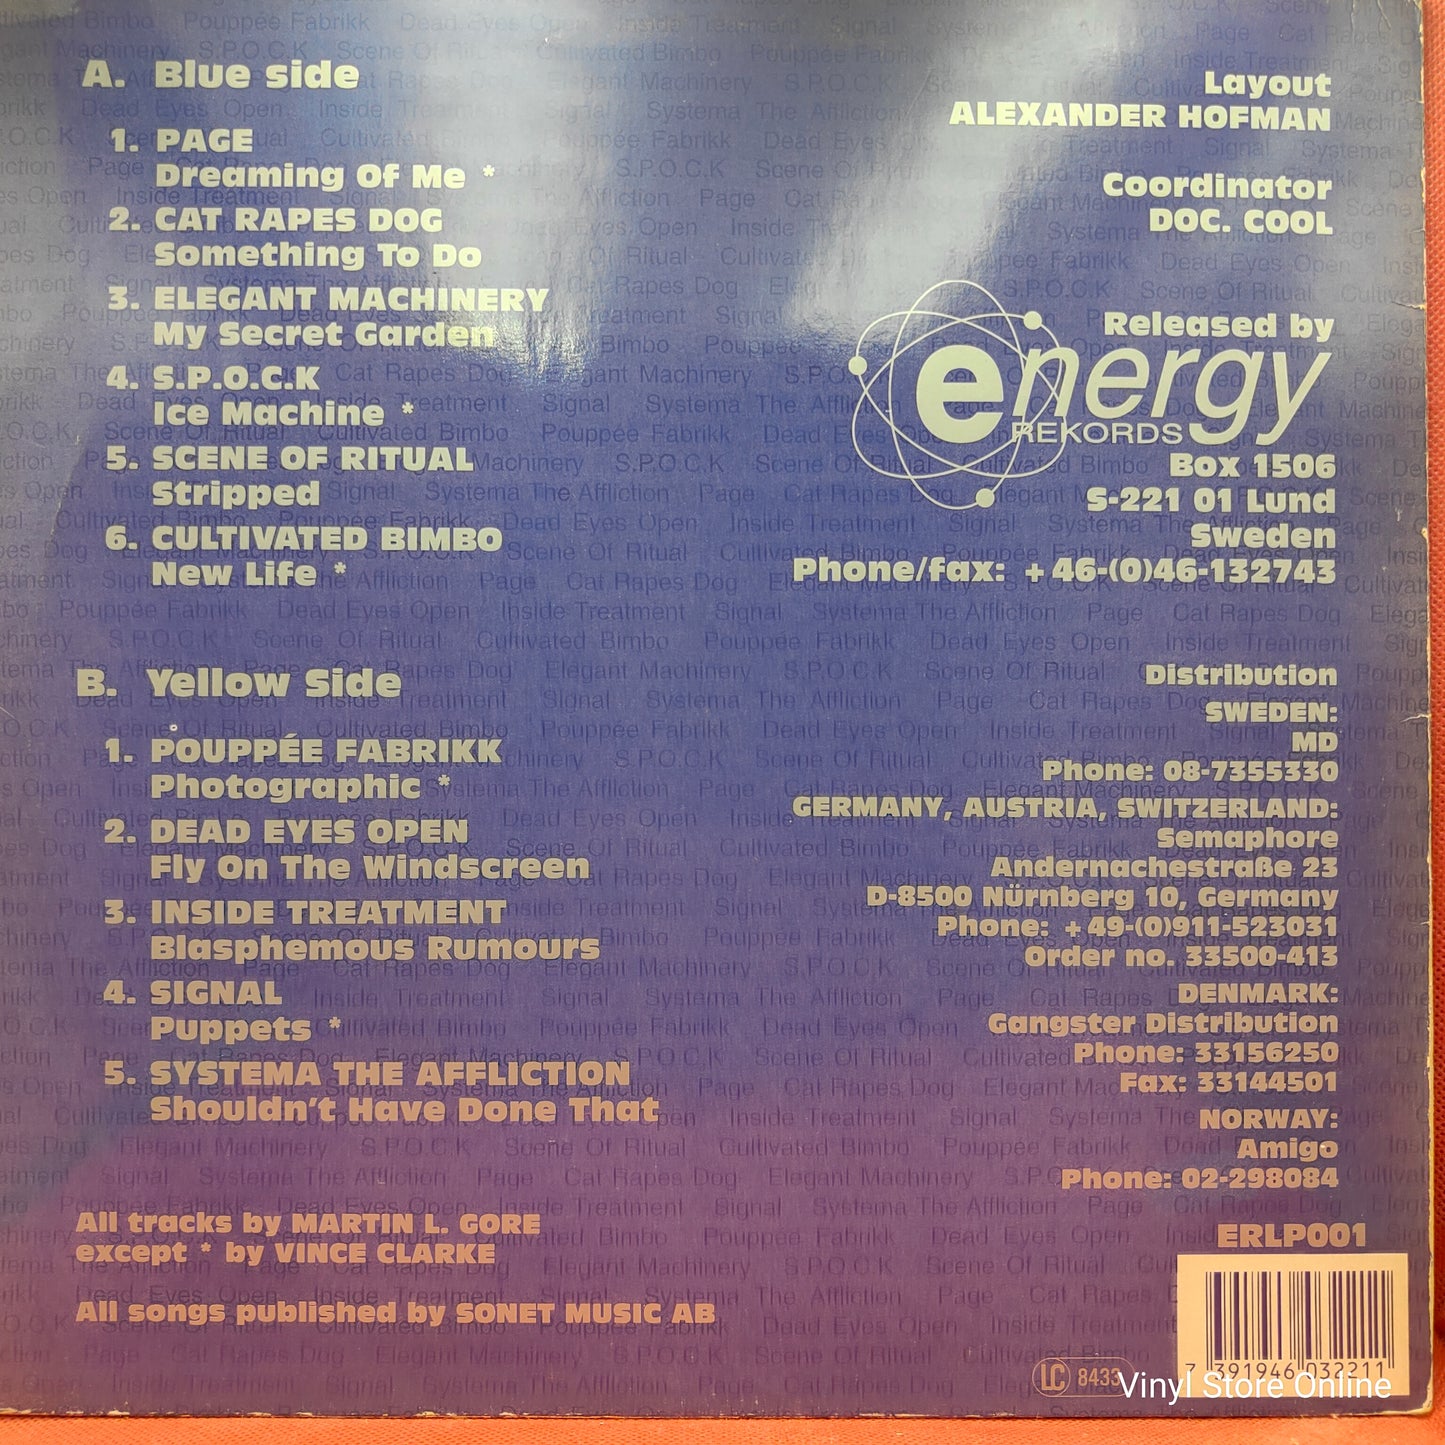 A. Blue side
1. PAGE
Dreaming Of Me *
2. CAT RAPES DOG
Something To Do
3. ELEGANT MACHINERY
My Secret Garden
4. S.P.O.C.K
Ice Machine *
5. SCENE OF RITUAL
Stripped
6. CULTIVATED BIMBO
New Life *
B. Yellow Side
1. POUPPÉE FABRIKK
Photographic *
2. DEAD EYES OPEN
Fly On The Windscreen
3. INSIDE TREATMENT
Blasphemous Rumours
4. SIGNAL
Puppets *
5. SYSTEMA THE AFFLICTION
Shouldn't Have Done That
All tracks by MARTIN L. GORE
except * by VINCE CLARKE
All songs published by SONET MUSIC AB
Layout
ALEXANDER HOFMAN
Coordinator
DOC. COOL
Released by
energy
REKORDS
Box 1506
S-221 01 Lund
Sweden
Phone/fax: +46-(0)46-132743
Distribution
SWEDEN:
MD
Phone: 08-7355330
GERMANY, AUSTRIA, SWITZERLAND:
Semaphore
Andernachestraße 23
D-8500 Nürnberg 10, Germany
Phone: +49-(0)911-523031
Order no. 33500-413
DENMARK:
Gangster Distribution
Phone: 33156250
Fax: 33144501
NORWAY:
Amigo
Phone: 02-298084
ERLP001
7 391946 032211
LC 8433
Vinyl Store Online